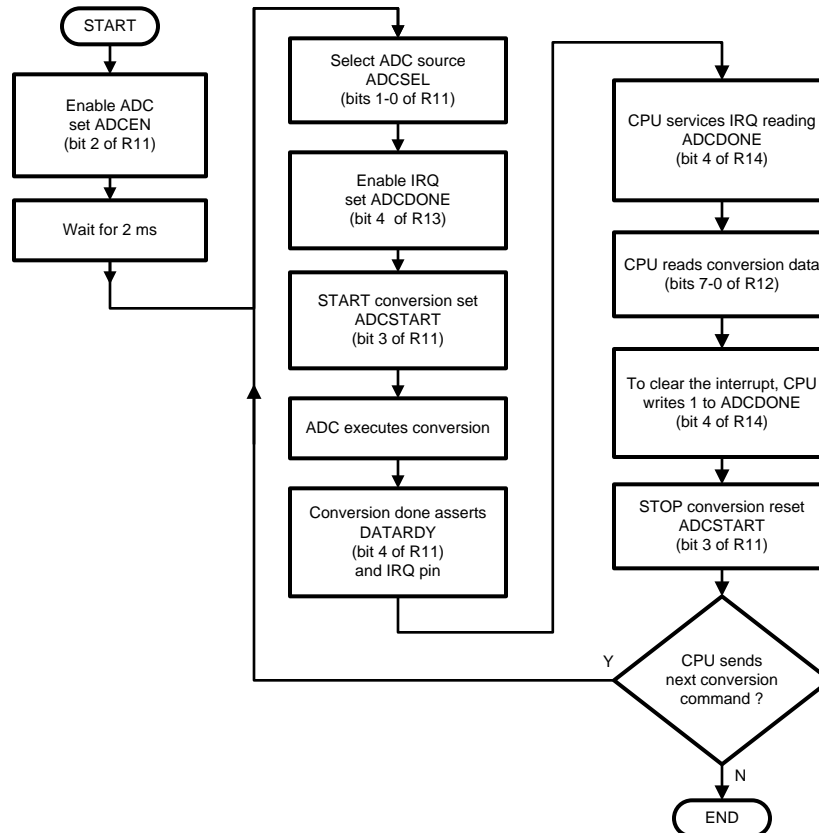 START
Enable ADC
set ADCEN
(bit 2 of R11)
Wait for 2 ms
Select ADC source
ADCSEL
(bits 1-0 of R11)
Enable IRQ
set ADCDONE
(bit 4 of R13)
START conversion set
ADCSTART
(bit 3 of R11)
ADC executes conversion
Conversion done asserts
DATARDY
(bit 4 of R11)
and IRQ pin
CPU services IRQ reading
ADCDONE
(bit 4 of R14)
CPU reads conversion data
(bits 7-0 of R12)
To clear the interrupt, CPU
writes 1 to ADCDONE
(bit 4 of R14)
STOP conversion reset
ADCSTART
(bit 3 of R11)
CPU sends
next conversion
command ?
Y
N
END